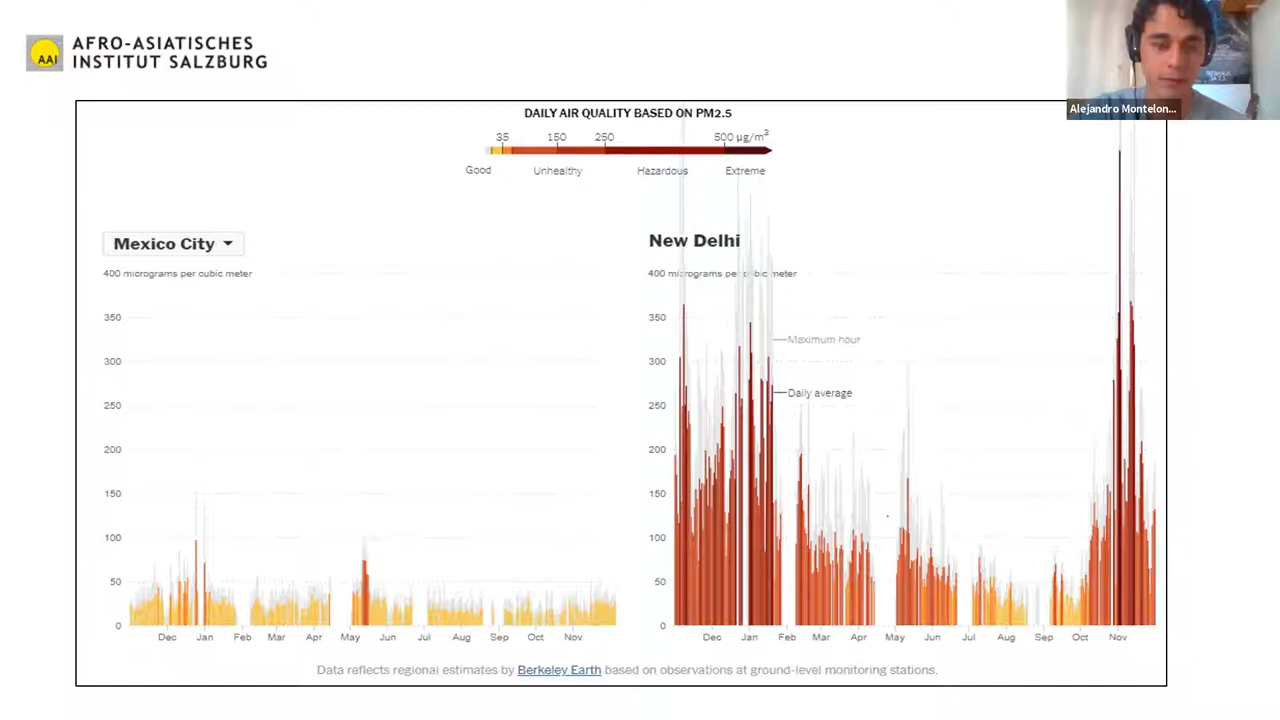 AAI
AFRO-ASIATISCHES
INSTITUT SALZBURG
Alejandro Montelon...
DAILY AIR QUALITY BASED ON PM2.5
35 150 250 500 µg/m³
Good Unhealthy Hazardous Extreme
Mexico City
400 micrograms per cubic meter
350
300
250
200
150
100
50
0
Dec Jan Feb Mar Apr May Jun Jul Aug Sep Oct Nov
New Delhi
400 micrograms per cubic meter
350
Maximum hour
300
Daily average
250
200
150
100
50
0
Dec Jan Feb Mar Apr May Jun Jul Aug Sep Oct Nov
Data reflects regional estimates by Berkeley Earth based on observations at ground-level monitoring stations.